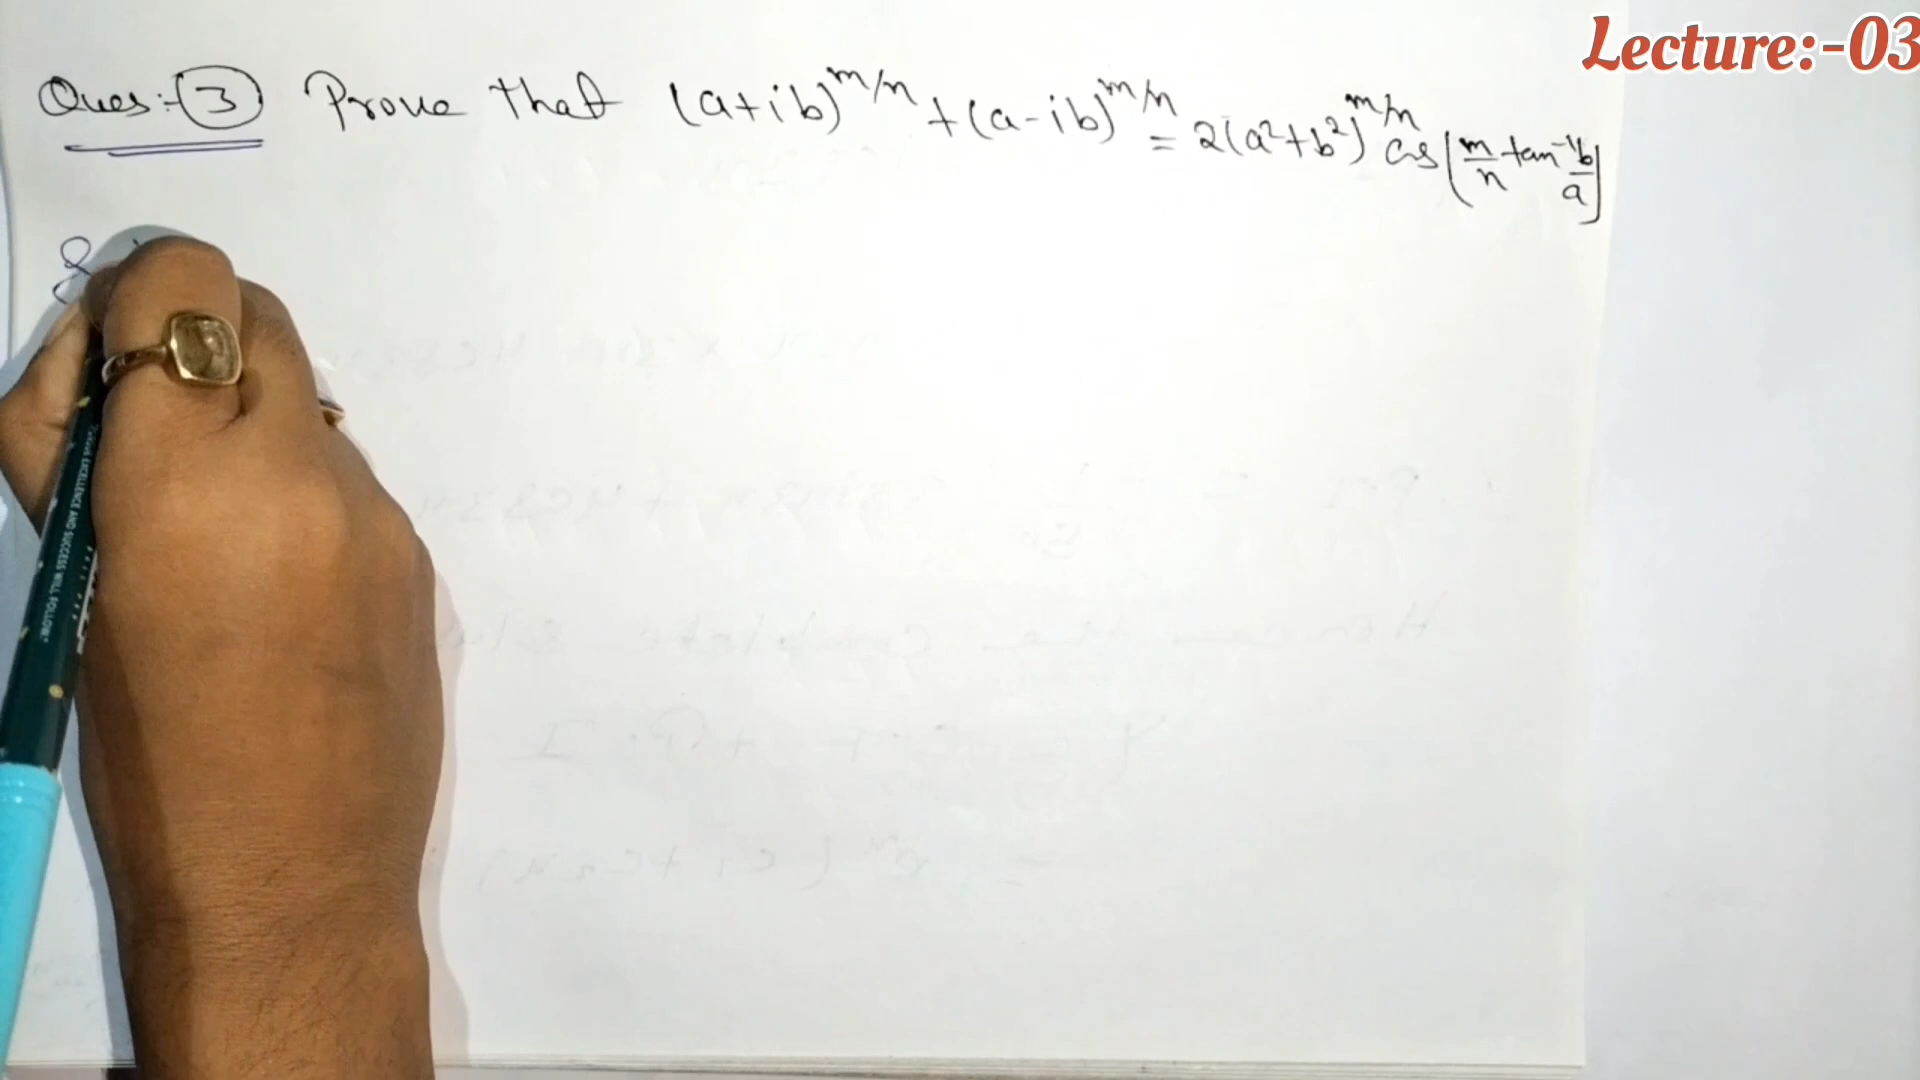 Lecture:-03
Ques:-(3) Prove that (a+ib)^m/n + (a-ib)^m/n = 2(a²+b²)^m/n cos[m/n tan⁻¹ b/a]